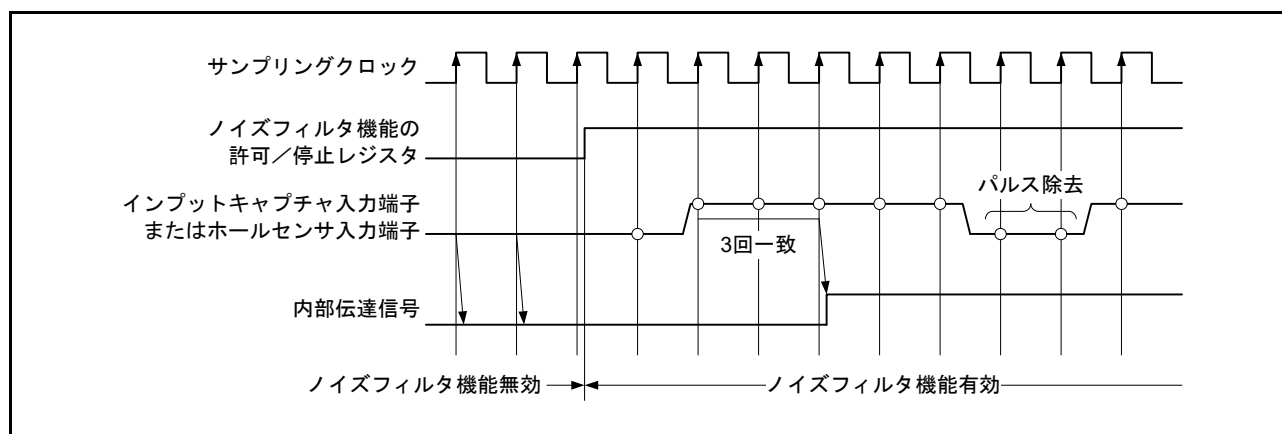 サンプリングクロック
ノイズフィルタ機能の
許可／停止レジスタ
インプットキャプチャ入力端子
またはホールセンサ入力端子
パルス除去
3回一致
内部伝達信号
ノイズフィルタ機能無効
ノイズフィルタ機能有効